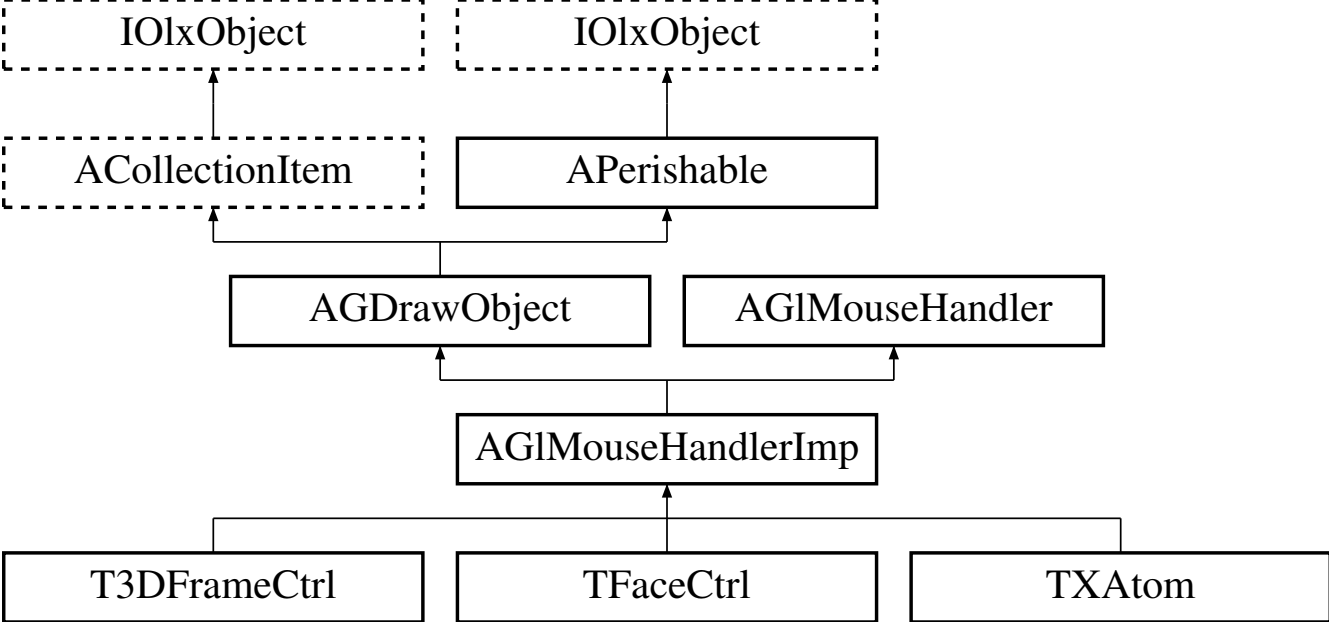 IOlxObject
IOlxObject
ACollectionItem
APerishable
AGDrawObject
AGlMouseHandler
AGlMouseHandlerImp
T3DFrameCtrl
TFaceCtrl
TXAtom